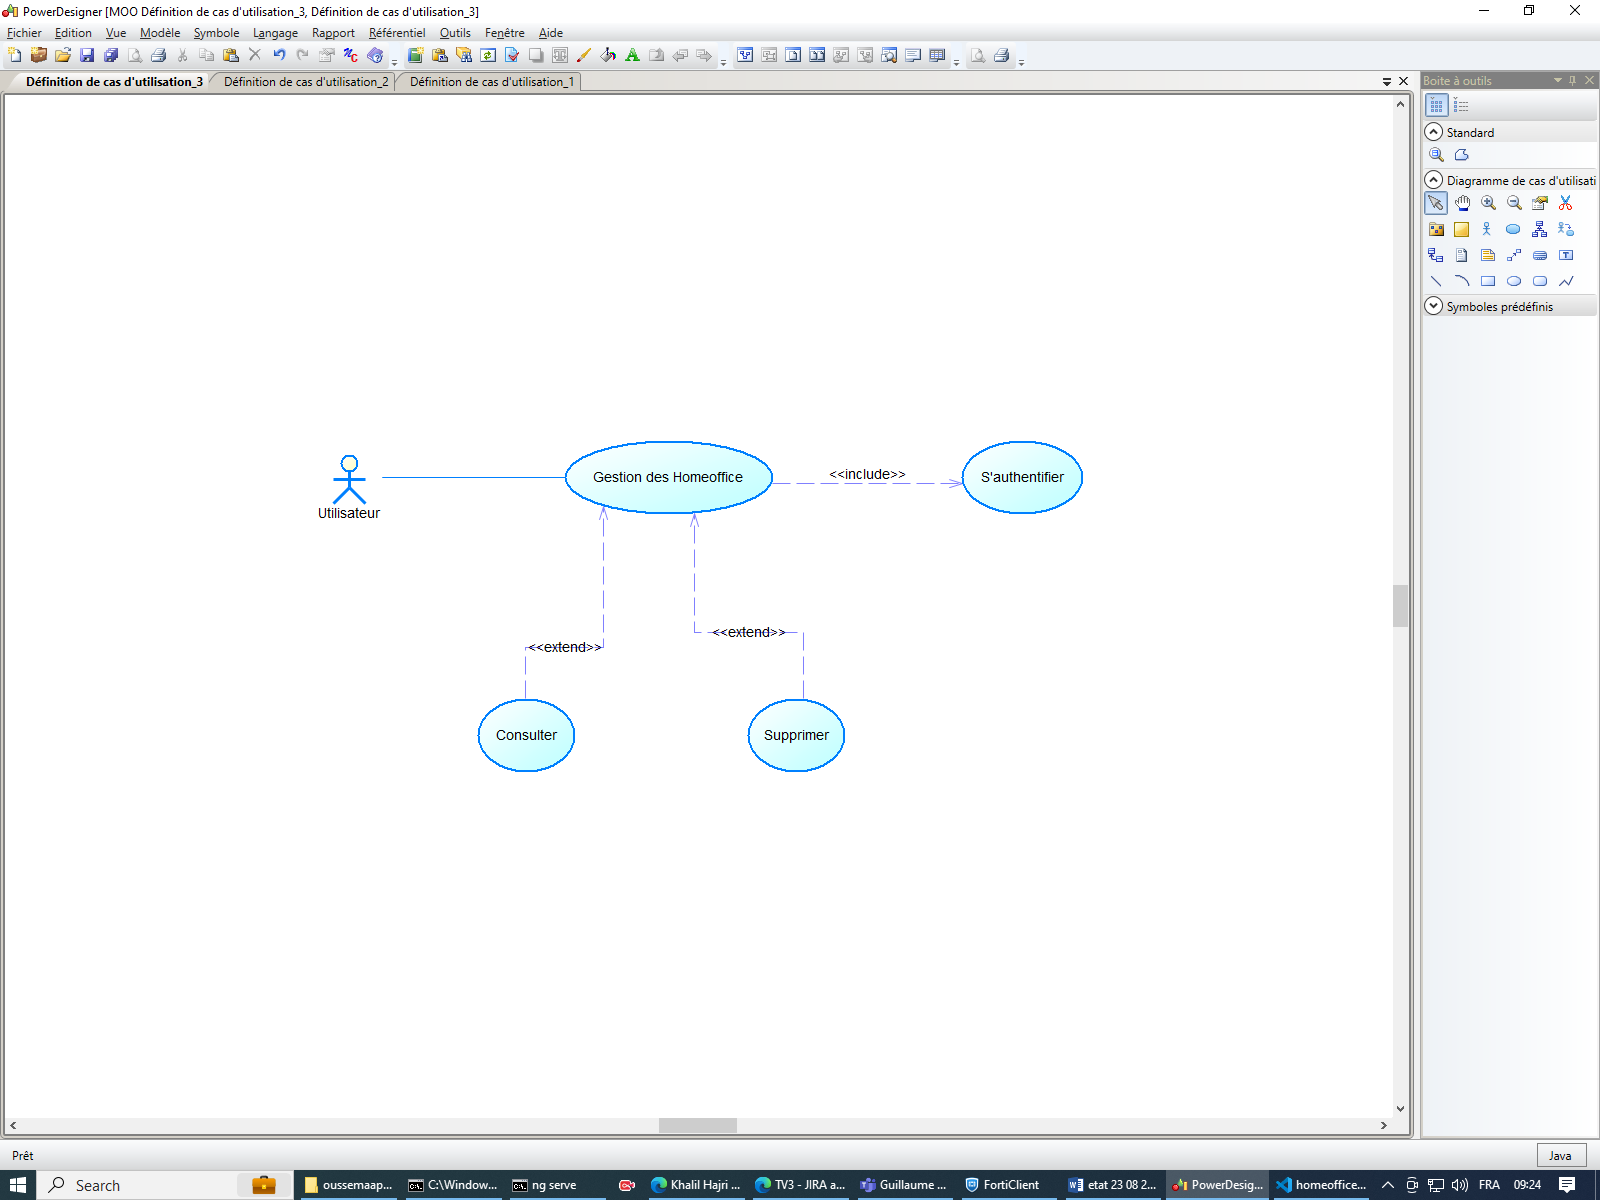 PowerDesigner [MOO Définition de cas d'utilisation_3, Définition de cas d'utilisation_3]
Fichier Edition Vue Modèle Symbole Langage Rapport Référentiel Outils Fenêtre Aide
Définition de cas d'utilisation_3 Définition de cas d'utilisation_2 Définition de cas d'utilisation_1
Boite à outils
Standard
Diagramme de cas d'utilisati
Symboles prédéfinis
Gestion des Homeoffice
<<include>>
S'authentifier
Utilisateur
<<extend>>
<<extend>>
Consulter
Supprimer
Prêt
Java
Search
oussemaap...
C:\Window...
ng serve
Khalil Hajri ...
TV3 - JIRA a...
Guillaume ...
FortiClient
etat 23 08 2...
PowerDesig...
homeoffice...
FRA
09:24